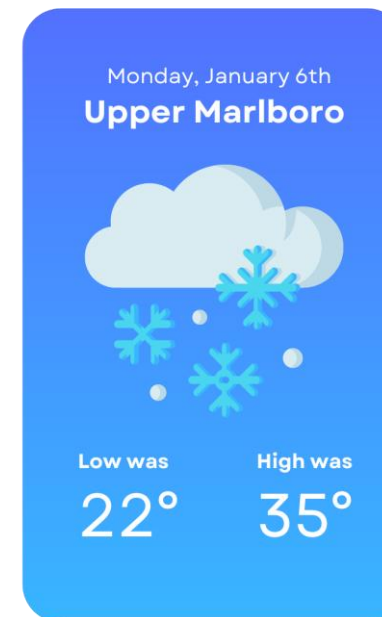 Monday, January 6th
Upper Marlboro
Low was
High was
22°
35°